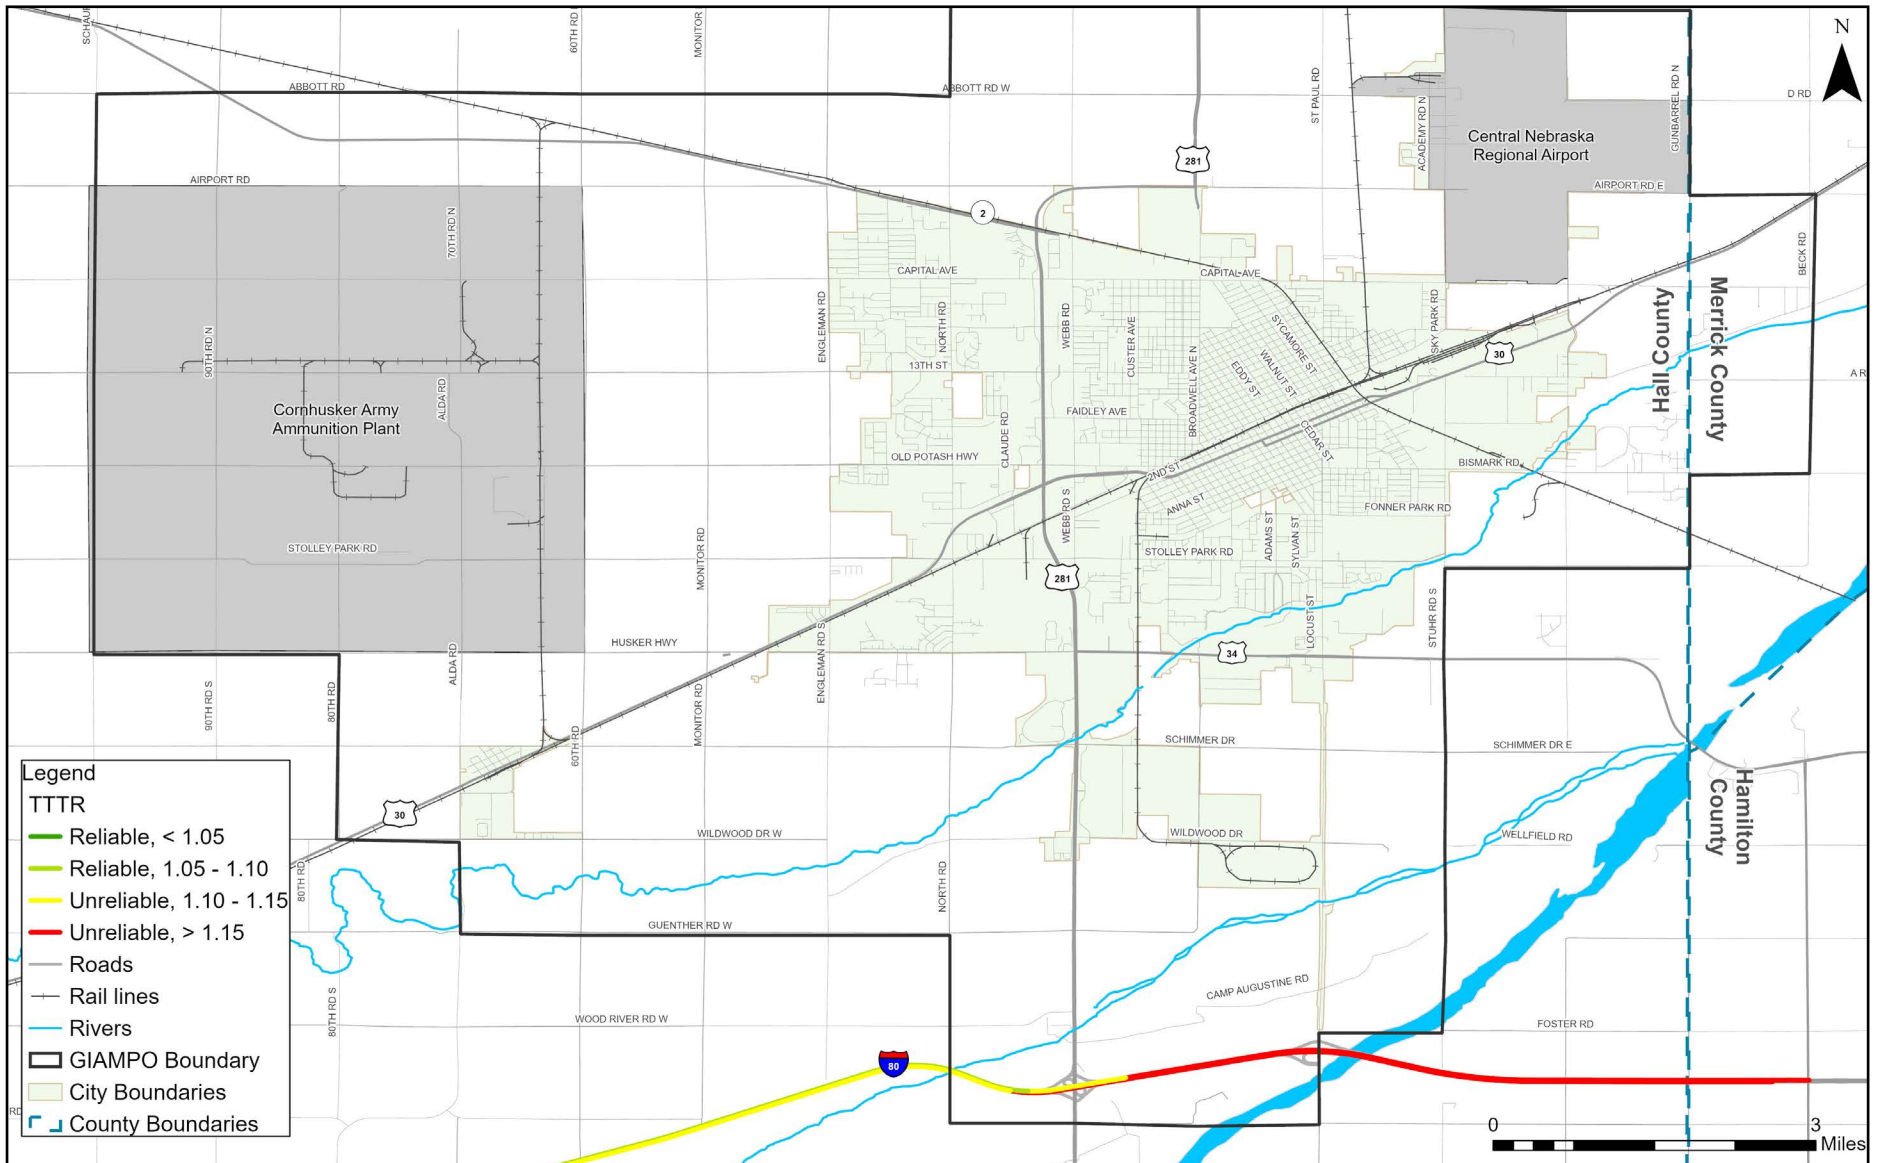 SCHAU
60TH RD
MONITOR
N
ABBOTT RD
ABBOTT RD W
ST PAUL RD
ACADEMY RD N
GUNBARREL RD N
D RD
Central Nebraska
Regional Airport
281
AIRPORT RD
AIRPORT RD E
2
70TH RD N
BECK RD
CAPITAL AVE
CAPITAL AVE
ENGLEMAN RD
NORTH RD
WEBB RD
CUSTER AVE
BROADWELL AVE N
SYCAMORE ST
WALNUT ST
EDDY ST
SKY PARK RD
30
Hall County
Merrick County
90TH RD N
13TH ST
A R
ALDA RD
Cornhusker Army
Ammunition Plant
CLAUDE RD
FAIDLEY AVE
CEDAR ST
OLD POTASH HWY
2ND ST
BISMARK RD
ANNA ST
FONNER PARK RD
WEBB RD S
ADAMS ST
SYLVAN ST
STOLLEY PARK RD
STOLLEY PARK RD
MONITOR RD
281
LOCUST ST
STUHR RD S
HUSKER HWY
ENGLEMAN RD S
34
ALDA RD
90TH RD S
80TH RD
MONITOR RD
60TH RD
SCHIMMER DR
SCHIMMER DR E
Hamilton
County
30
WILDWOOD DR W
WILDWOOD DR
WELLFIELD RD
80TH RD
NORTH RD
GUENTHER RD W
CAMP AUGUSTINE RD
80TH RD S
WOOD RIVER RD W
FOSTER RD
80
RD
Legend
TTTR
Reliable, < 1.05
Reliable, 1.05 - 1.10
Unreliable, 1.10 - 1.15
Unreliable, > 1.15
Roads
Rail lines
Rivers
GIAMPO Boundary
City Boundaries
County Boundaries
0 3
Miles